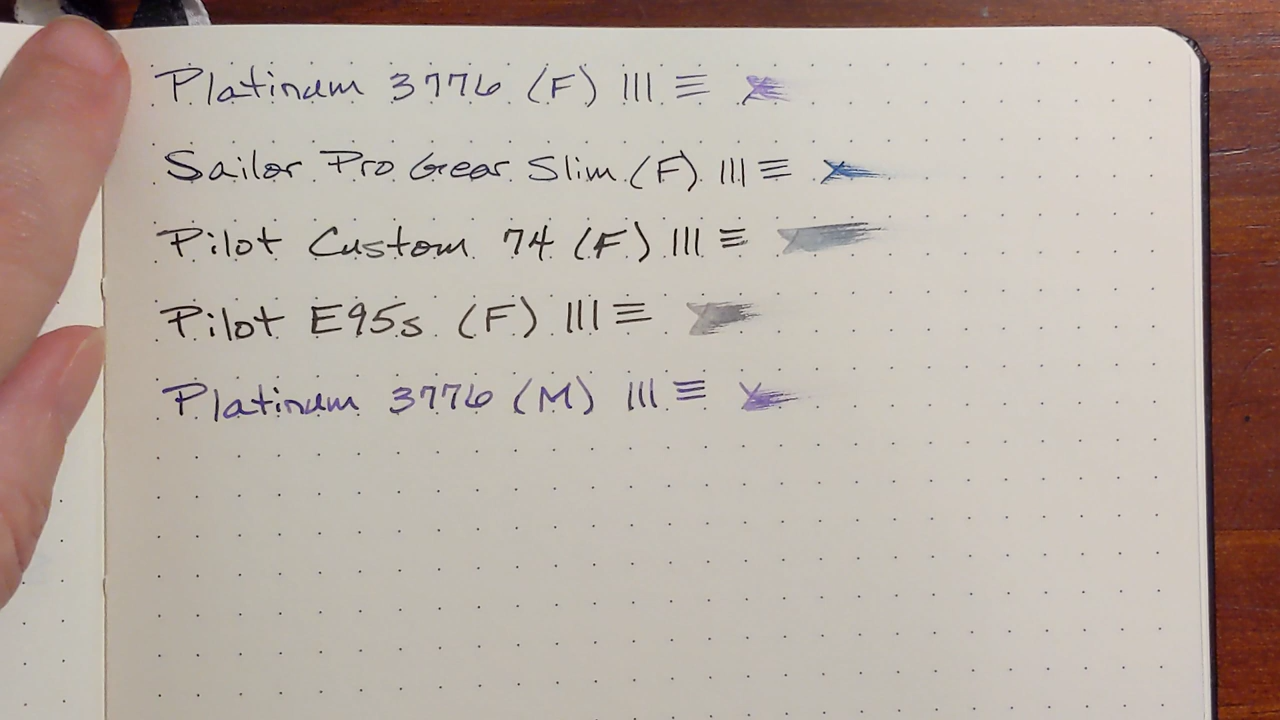 Platinum 3776 (F) ||| ≡
Sailor Pro Gear Slim (F) ||| ≡
Pilot Custom 74 (F) ||| ≡
Pilot E95s (F) ||| ≡
Platinum 3776 (M) ||| ≡